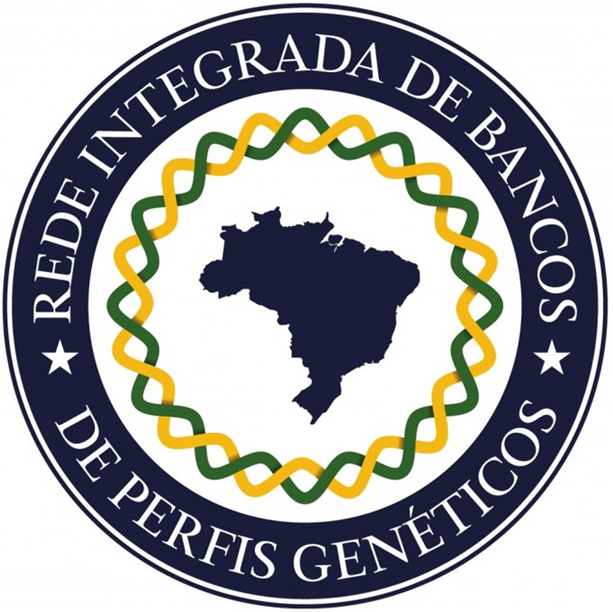 REDE INTEGRADA DE BANCOS
DE PERFIS GENÉTICOS